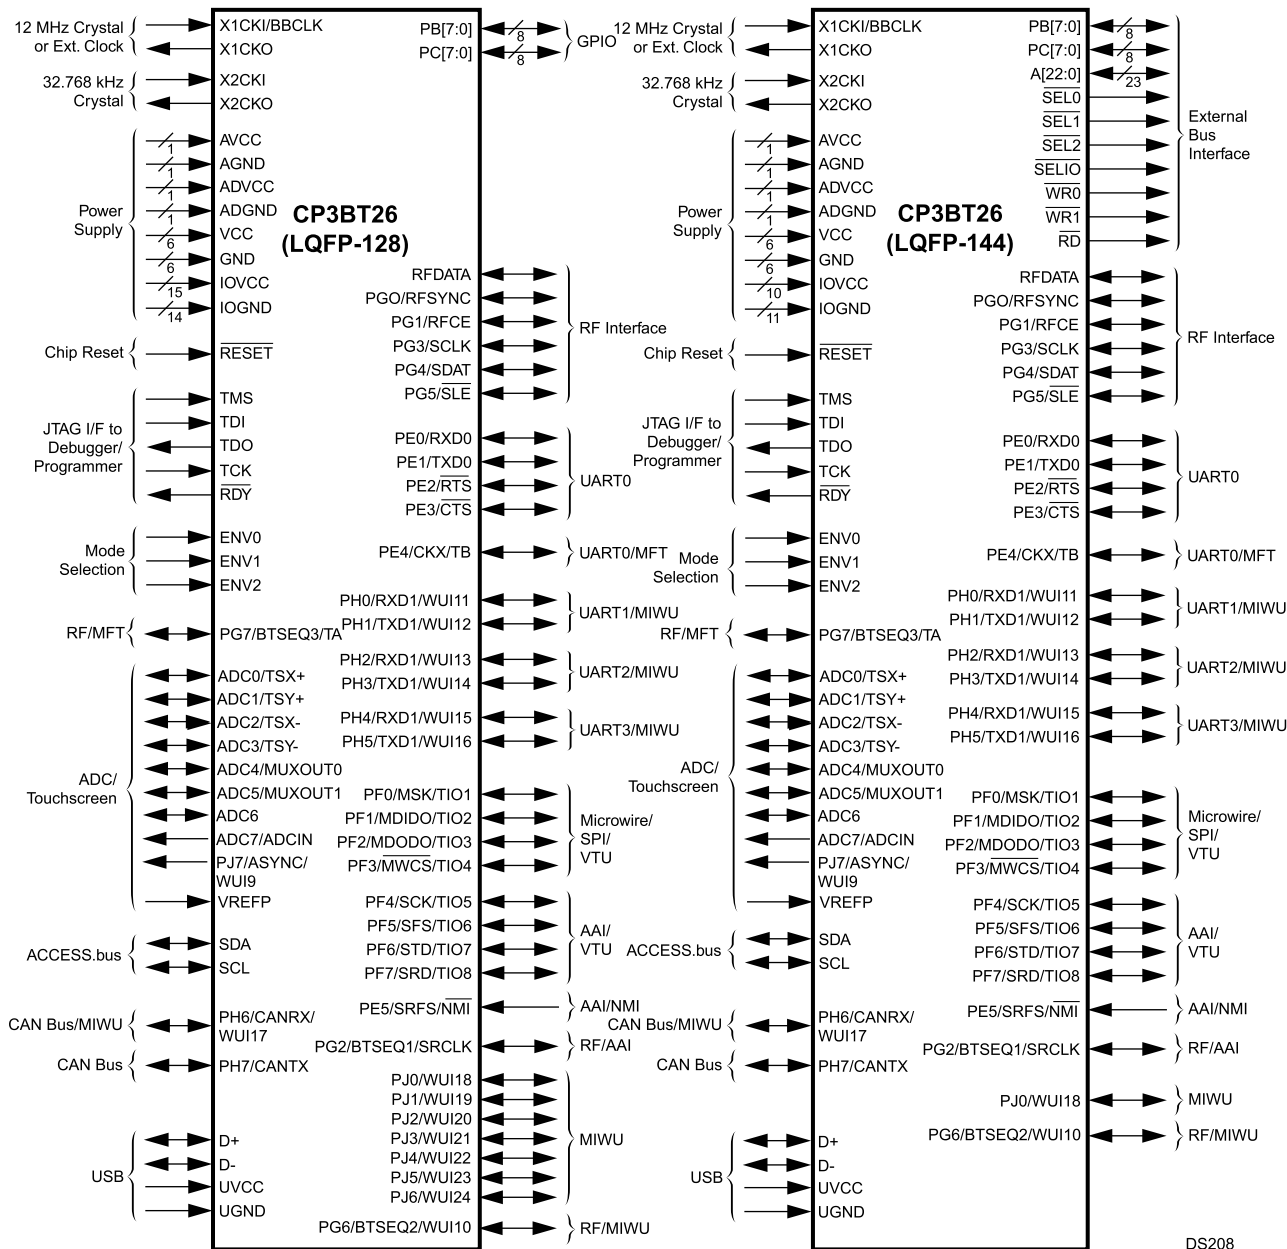 12 MHz Crystal
or Ext. Clock
X1CKI/BBCLK
X1CKO
32.768 kHz
Crystal
X2CKI
X2CKO
Power
Supply
AVCC
1
AGND
1
ADVCC
1
ADGND
1
VCC
6
GND
6
IOVCC
15
IOGND
14
Chip Reset
RESET
JTAG I/F to
Debugger/
Programmer
TMS
TDI
TDO
TCK
RDY
Mode
Selection
ENV0
ENV1
ENV2
RF/MFT
PG7/BTSEQ3/TA
ADC/
Touchscreen
ADC0/TSX+
ADC1/TSY+
ADC2/TSX-
ADC3/TSY-
ADC4/MUXOUT0
ADC5/MUXOUT1
ADC6
ADC7/ADCIN
PJ7/ASYNC/
WUI9
VREFP
ACCESS.bus
SDA
SCL
CAN Bus/MIWU
PH6/CANRX/
WUI17
CAN Bus
PH7/CANTX
USB
D+
D-
UVCC
UGND
CP3BT26
(LQFP-128)
PB[7:0]
8
PC[7:0]
8
GPIO
RFDATA
PGO/RFSYNC
PG1/RFCE
PG3/SCLK
PG4/SDAT
PG5/SLE
RF Interface
PE0/RXD0
PE1/TXD0
PE2/RTS
PE3/CTS
UART0
PE4/CKX/TB
UART0/MFT
PH0/RXD1/WUI11
PH1/TXD1/WUI12
UART1/MIWU
PH2/RXD1/WUI13
PH3/TXD1/WUI14
UART2/MIWU
PH4/RXD1/WUI15
PH5/TXD1/WUI16
UART3/MIWU
PF0/MSK/TIO1
PF1/MDIDO/TIO2
PF2/MDODO/TIO3
PF3/MWCS/TIO4
Microwire/
SPI/
VTU
PF4/SCK/TIO5
PF5/SFS/TIO6
PF6/STD/TIO7
PF7/SRD/TIO8
AAI/
VTU
PE5/SRFS/NMI
AAI/NMI
PG2/BTSEQ1/SRCLK
RF/AAI
PJ0/WUI18
PJ1/WUI19
PJ2/WUI20
PJ3/WUI21
PJ4/WUI22
PJ5/WUI23
PJ6/WUI24
MIWU
PG6/BTSEQ2/WUI10
RF/MIWU
12 MHz Crystal
or Ext. Clock
X1CKI/BBCLK
X1CKO
32.768 kHz
Crystal
X2CKI
X2CKO
Power
Supply
AVCC
1
AGND
1
ADVCC
1
ADGND
1
VCC
6
GND
6
IOVCC
10
IOGND
11
Chip Reset
RESET
JTAG I/F to
Debugger/
Programmer
TMS
TDI
TDO
TCK
RDY
Mode
Selection
ENV0
ENV1
ENV2
RF/MFT
PG7/BTSEQ3/TA
ADC/
Touchscreen
ADC0/TSX+
ADC1/TSY+
ADC2/TSX-
ADC3/TSY-
ADC4/MUXOUT0
ADC5/MUXOUT1
ADC6
ADC7/ADCIN
PJ7/ASYNC/
WUI9
VREFP
ACCESS.bus
SDA
SCL
CAN Bus/MIWU
PH6/CANRX/
WUI17
CAN Bus
PH7/CANTX
USB
D+
D-
UVCC
UGND
CP3BT26
(LQFP-144)
PB[7:0]
8
PC[7:0]
8
A[22:0]
23
SEL0
SEL1
SEL2
SELIO
WR0
WR1
RD
External
Bus
Interface
RFDATA
PGO/RFSYNC
PG1/RFCE
PG3/SCLK
PG4/SDAT
PG5/SLE
RF Interface
PE0/RXD0
PE1/TXD0
PE2/RTS
PE3/CTS
UART0
PE4/CKX/TB
UART0/MFT
PH0/RXD1/WUI11
PH1/TXD1/WUI12
UART1/MIWU
PH2/RXD1/WUI13
PH3/TXD1/WUI14
UART2/MIWU
PH4/RXD1/WUI15
PH5/TXD1/WUI16
UART3/MIWU
PF0/MSK/TIO1
PF1/MDIDO/TIO2
PF2/MDODO/TIO3
PF3/MWCS/TIO4
Microwire/
SPI/
VTU
PF4/SCK/TIO5
PF5/SFS/TIO6
PF6/STD/TIO7
PF7/SRD/TIO8
AAI/
VTU
PE5/SRFS/NMI
AAI/NMI
PG2/BTSEQ1/SRCLK
RF/AAI
PJ0/WUI18
MIWU
PG6/BTSEQ2/WUI10
RF/MIWU
DS208